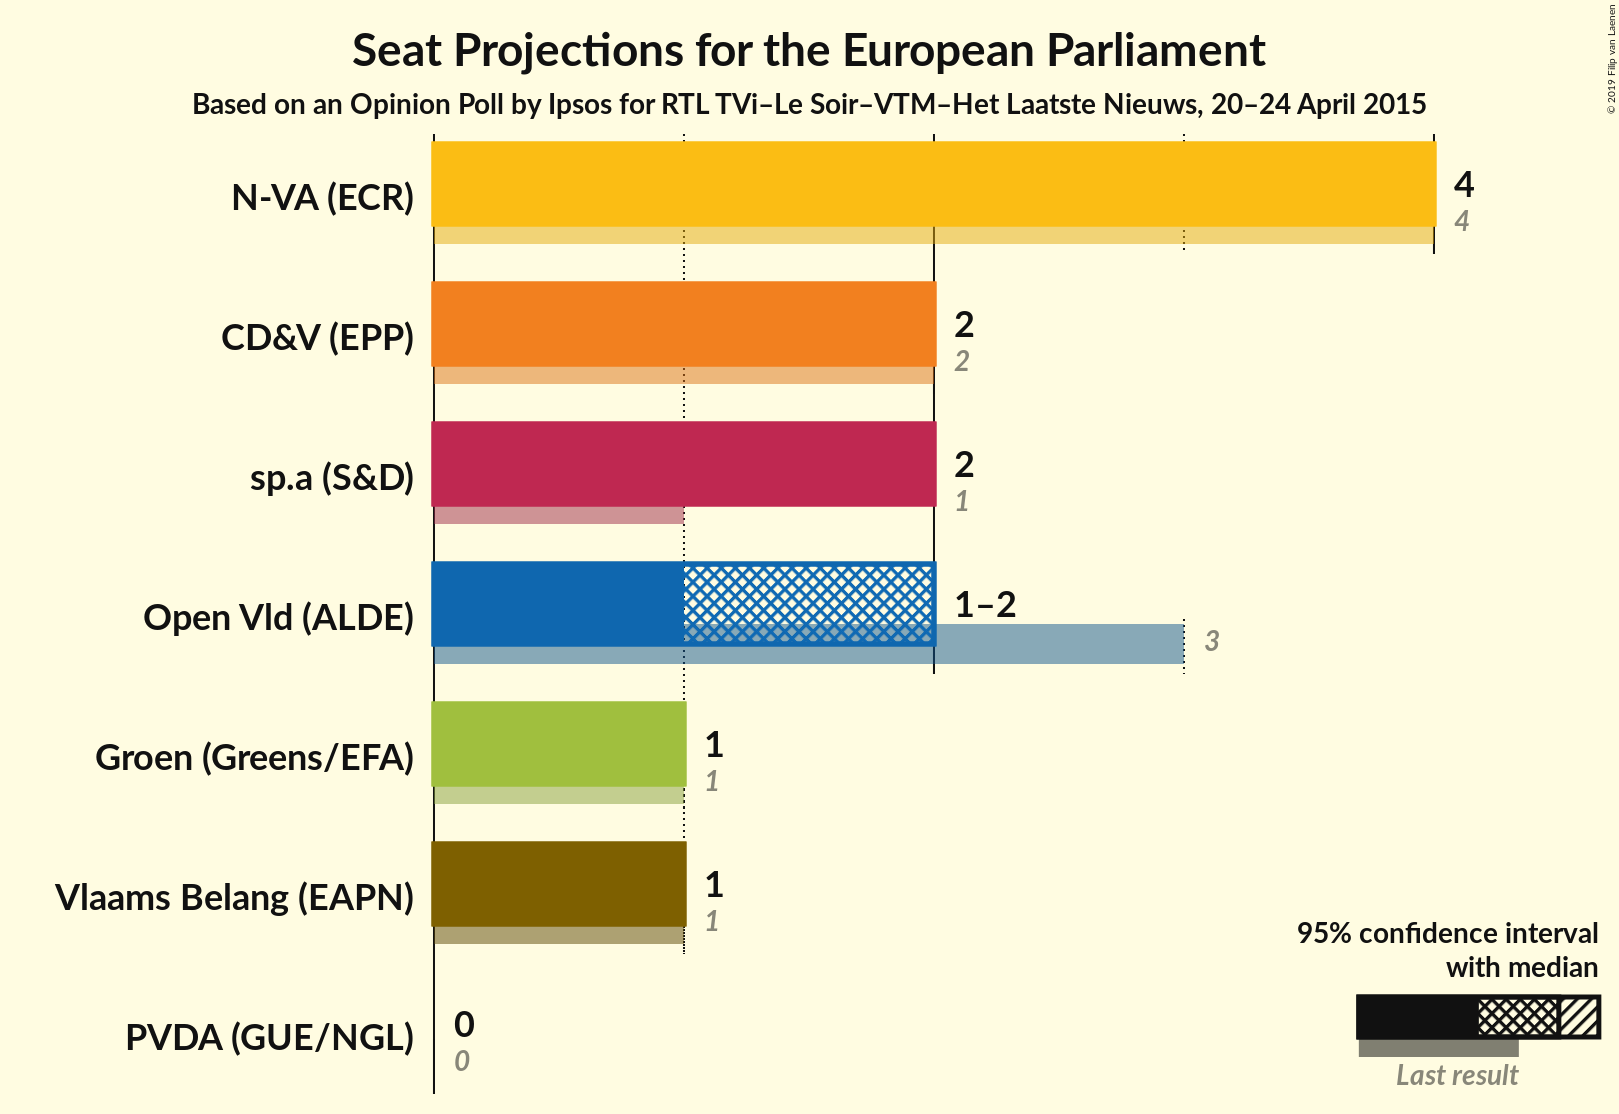 Seat Projections for the European Parliament
Based on an Opinion Poll by Ipsos for RTL TVi–Le Soir–VTM–Het Laatste Nieuws, 20–24 April 2015
© 2019 Filip van Laenen
N-VA (ECR)
4
4
CD&V (EPP)
2
2
sp.a (S&D)
2
1
Open Vld (ALDE)
1–2
3
Groen (Greens/EFA)
1
1
Vlaams Belang (EAPN)
1
1
PVDA (GUE/NGL)
0
0
95% confidence interval
with median
Last result